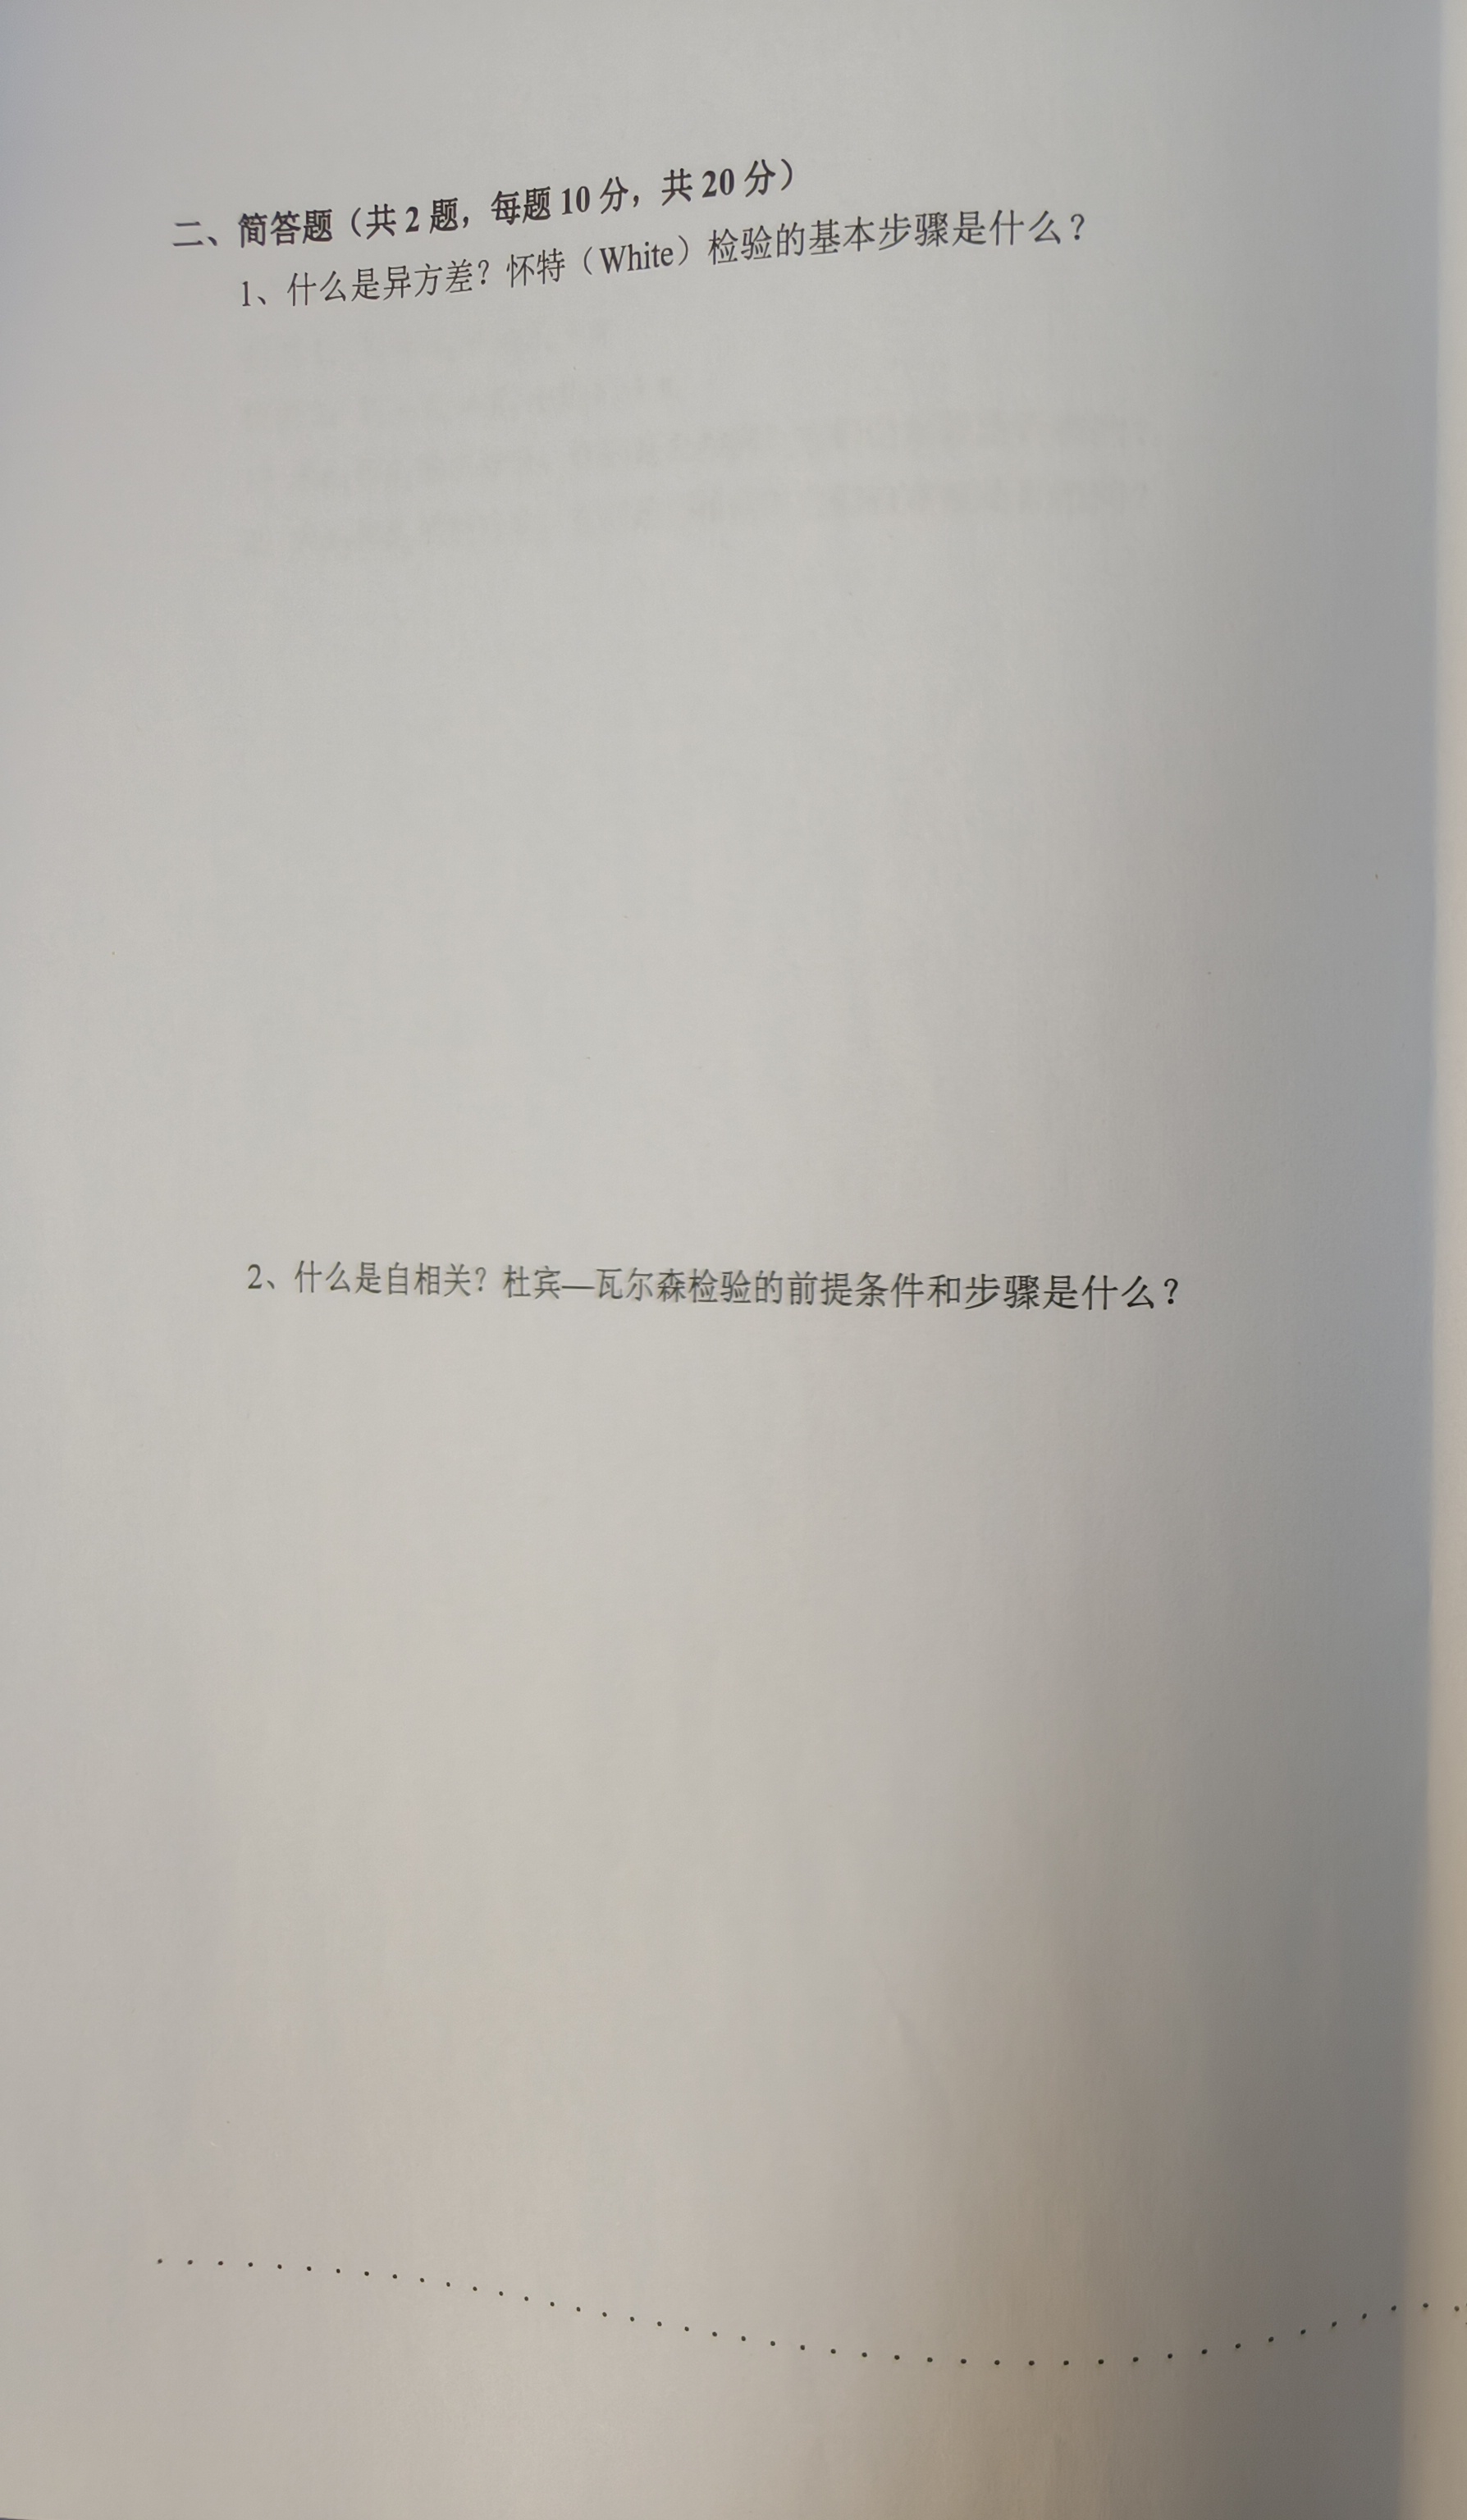 二、简答题（共 2 题，每题 10 分，共 20 分）
1、什么是异方差？怀特（White）检验的基本步骤是什么？
2、什么是自相关？杜宾—瓦尔森检验的前提条件和步骤是什么？